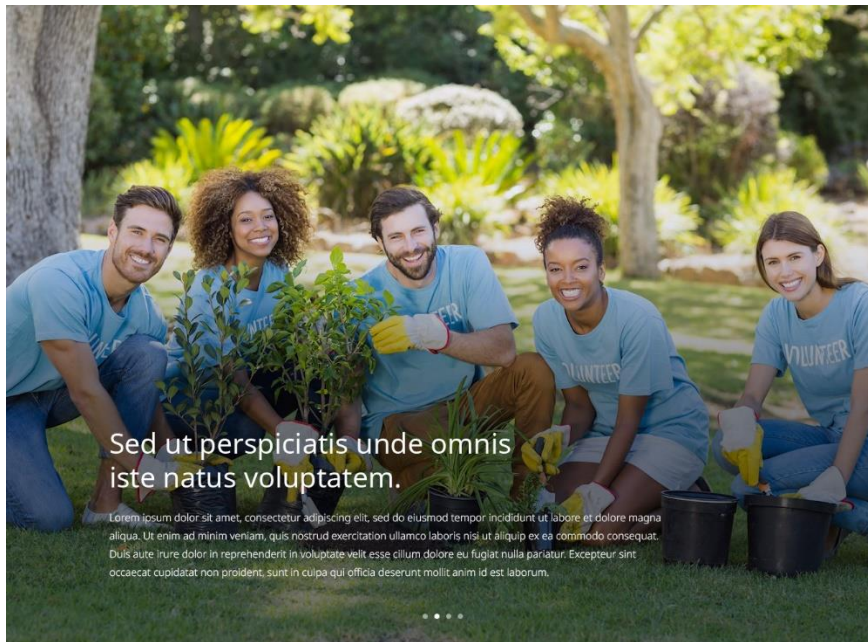 VOLUNTEER
VOLUNTEER
VOLUNTEER
Sed ut perspiciatis unde omnis
iste natus voluptatem.
Lorem ipsum dolor sit amet, consectetur adipiscing elit, sed do eiusmod tempor incididunt ut labore et dolore magna
aliqua. Ut enim ad minim veniam, quis nostrud exercitation ullamco laboris nisi ut aliquip ex ea commodo consequat.
Duis aute irure dolor in reprehenderit in voluptate velit esse cillum dolore eu fugiat nulla pariatur. Excepteur sint
occaecat cupidatat non proident, sunt in culpa qui officia deserunt mollit anim id est laborum.